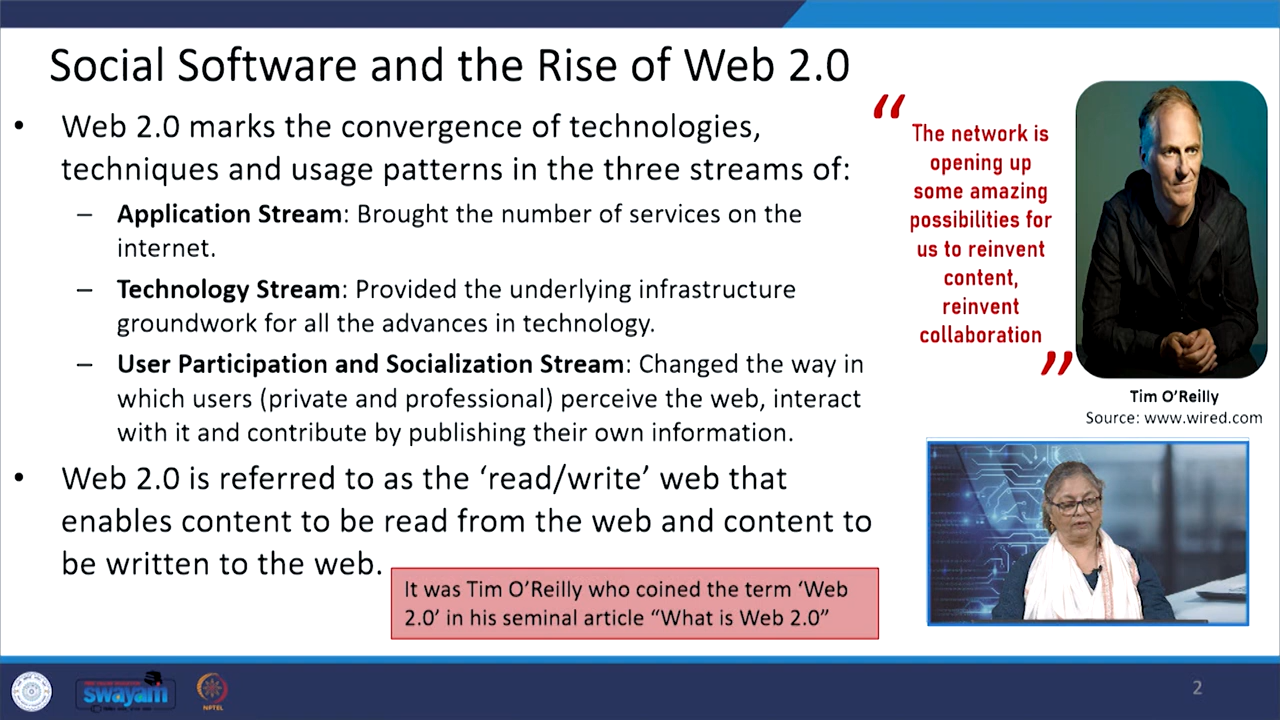 Social Software and the Rise of Web 2.0
• Web 2.0 marks the convergence of technologies,
techniques and usage patterns in the three streams of:
– Application Stream: Brought the number of services on the
internet.
– Technology Stream: Provided the underlying infrastructure
groundwork for all the advances in technology.
– User Participation and Socialization Stream: Changed the way in
which users (private and professional) perceive the web, interact
with it and contribute by publishing their own information.
• Web 2.0 is referred to as the ‘read/write’ web that
enables content to be read from the web and content to
be written to the web.
It was Tim O’Reilly who coined the term ‘Web
2.0’ in his seminal article “What is Web 2.0”
“
The network is
opening up
some amazing
possibilities for
us to reinvent
content,
reinvent
collaboration
”
Tim O’Reilly
Source: www.wired.com
swayam
NPTEL
2